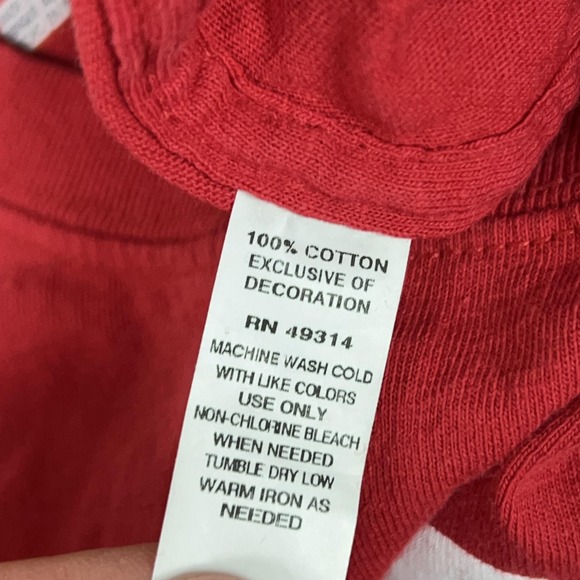 100% COTTON
EXCLUSIVE OF
DECORATION
RN 49314
MACHINE WASH COLD
WITH LIKE COLORS
USE ONLY
NON-CHLORINE BLEACH
WHEN NEEDED
TUMBLE DRY LOW
WARM IRON AS
NEEDED